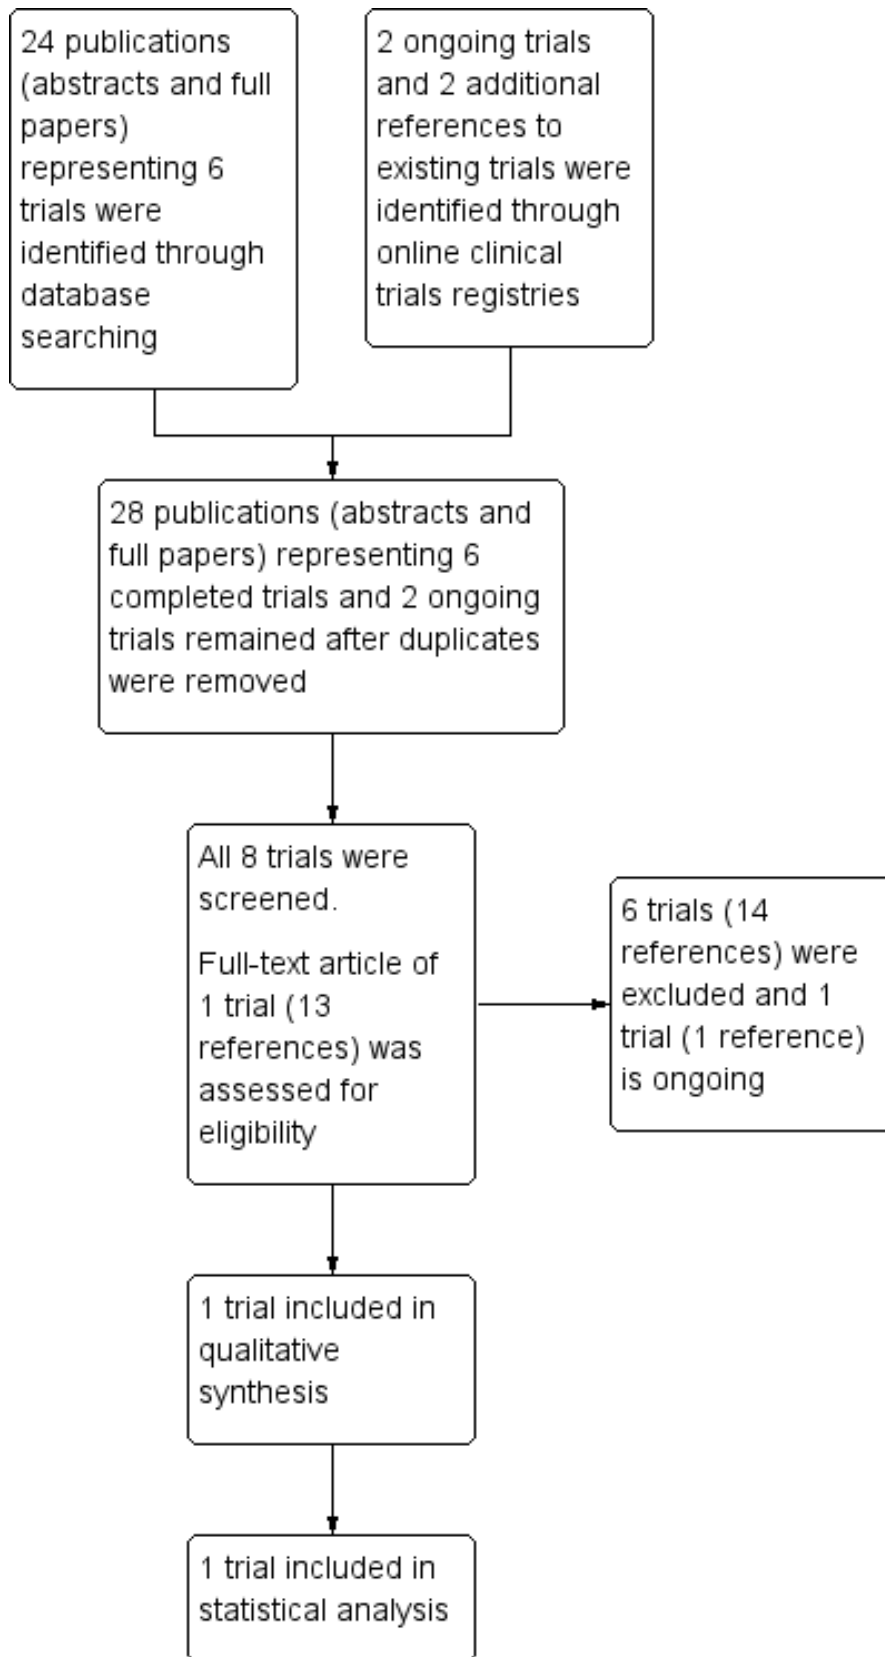 24 publications
(abstracts and full
papers)
representing 6
trials were
identified through
database
searching
2 ongoing trials
and 2 additional
references to
existing trials were
identified through
online clinical
trials registries
28 publications (abstracts and
full papers) representing 6
completed trials and 2 ongoing
trials remained after duplicates
were removed
All 8 trials were
screened.
Full-text article of
1 trial (13
references) was
assessed for
eligibility
6 trials (14
references) were
excluded and 1
trial (1 reference)
is ongoing
1 trial included in
qualitative
synthesis
1 trial included in
statistical analysis